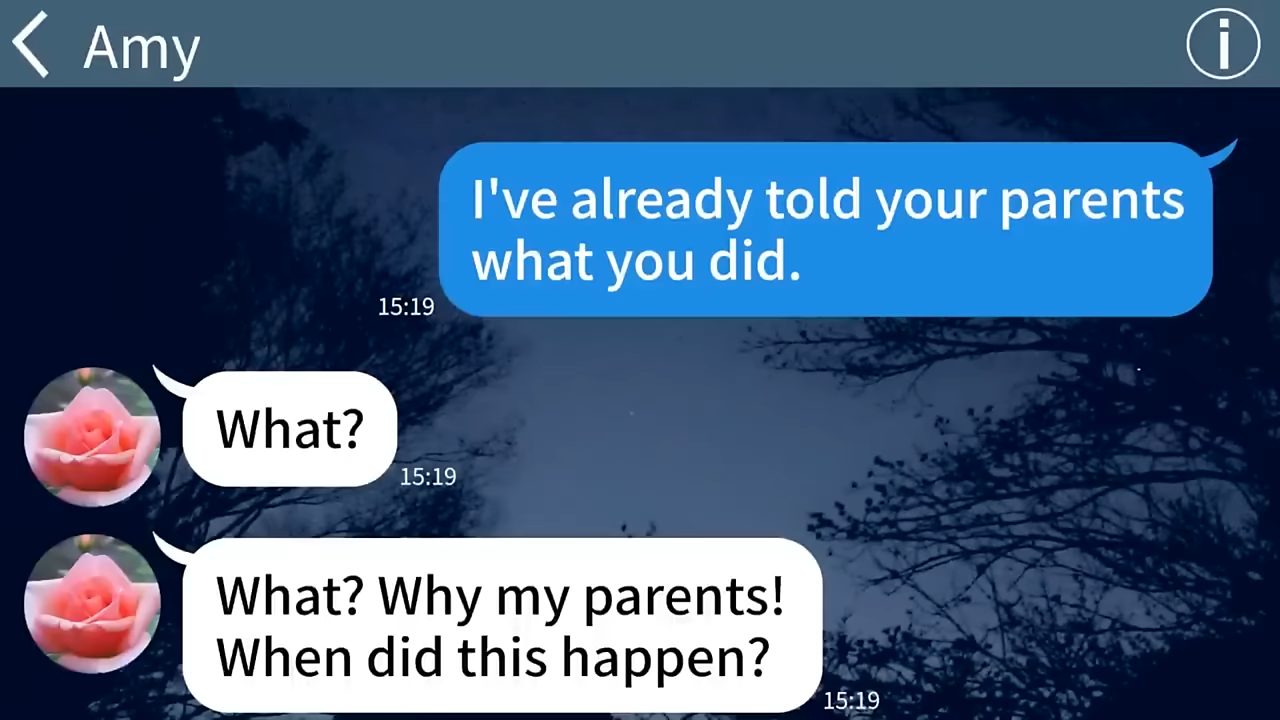 Amy
I've already told your parents
what you did.
15:19
What?
15:19
What? Why my parents!
When did this happen?
15:19